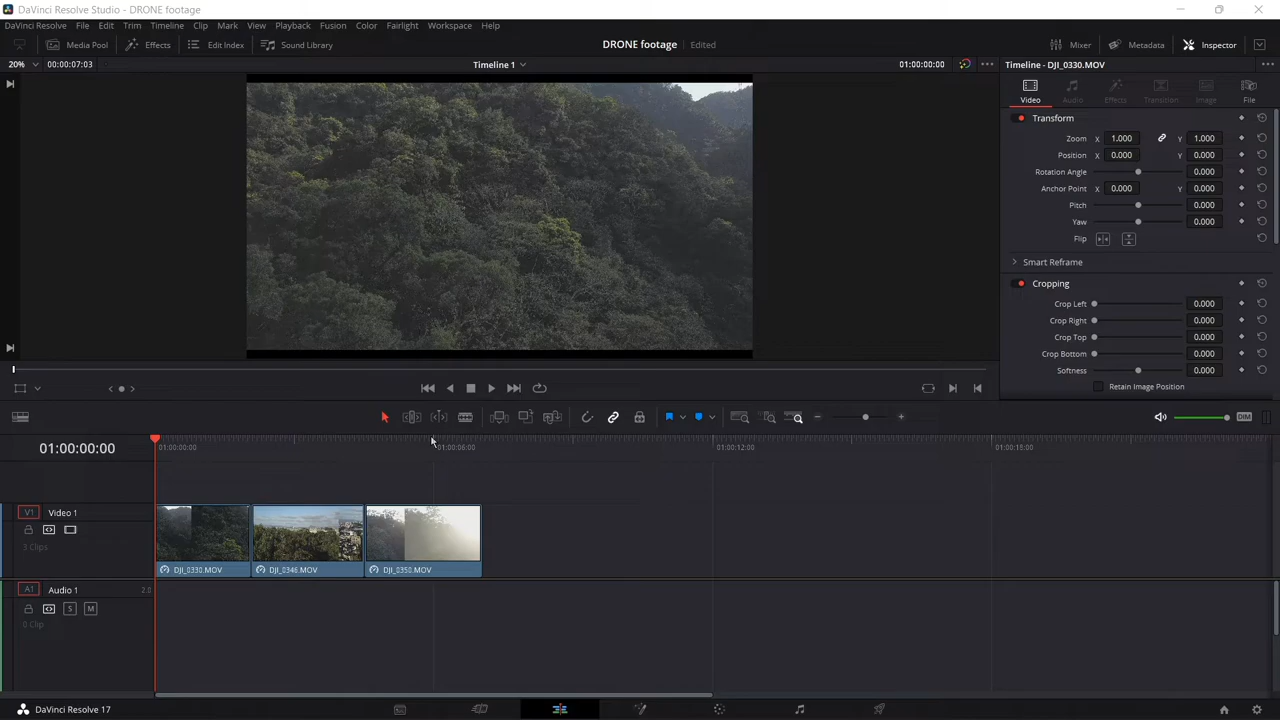 DaVinci Resolve Studio - DRONE footage
DaVinci Resolve File Edit Trim Timeline Clip Mark View Playback Fusion Color Fairlight Workspace Help
Media Pool Effects Edit Index Sound Library DRONE footage Edited Mixer Metadata Inspector
20% 00:00:07:03 Timeline 1 01:00:00:00 Timeline - DJI_0330.MOV
Video Audio Effects Transition Image File
Transform
Zoom X 1.000 Y 1.000
Position X 0.000 Y 0.000
Rotation Angle 0.000
Anchor Point X 0.000 Y 0.000
Pitch 0.000
Yaw 0.000
Flip
Smart Reframe
Cropping
Crop Left 0.000
Crop Right 0.000
Crop Top 0.000
Crop Bottom 0.000
Softness 0.000
Retain Image Position
DIM
01:00:00:00 01:00:00:00 01:00:06:00 01:00:12:00 01:00:18:00
V1 Video 1
3 Clips
DJI_0330.MOV DJI_0346.MOV DJI_0350.MOV
A1 Audio 1 2.0
S M
0 Clip
DaVinci Resolve 17